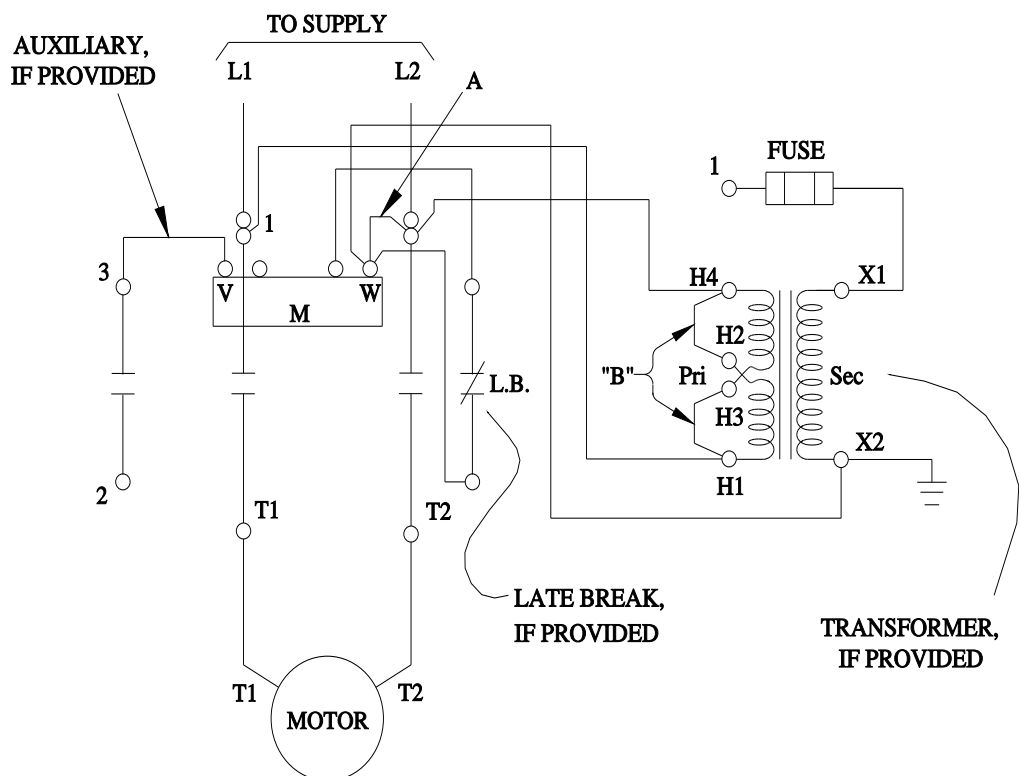 TO SUPPLY
AUXILIARY,
IF PROVIDED
L1
L2
A
1
FUSE
1
3
V
W
M
H4
X1
H2
"B"
Pri
Sec
L.B.
H3
X2
H1
2
T1
T2
LATE BREAK,
IF PROVIDED
TRANSFORMER,
IF PROVIDED
T1
T2
MOTOR